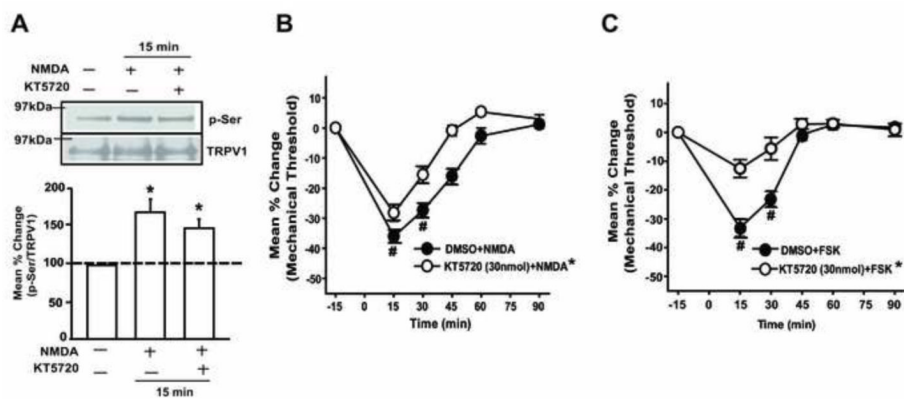 A
15 min
NMDA — + +
KT5720 — — +
97kDa
p-Ser
97kDa
TRPV1
Mean % Change
(p-Ser/TRPV1)
200
150
100
50
0
* *
NMDA — + +
KT5720 — — +
15 min
B
Mean % Change
(Mechanical Threshold)
10
0
-10
-20
-30
-40
-50
# #
DMSO+NMDA
KT5720 (30nmol)+NMDA*
-15 0 15 30 45 60 90
Time (min)
C
Mean % Change
(Mechanical Threshold)
10
0
-10
-20
-30
-40
-50
# #
DMSO+FSK
KT5720 (30nmol)+FSK *
-15 0 15 30 45 60 90
Time (min)